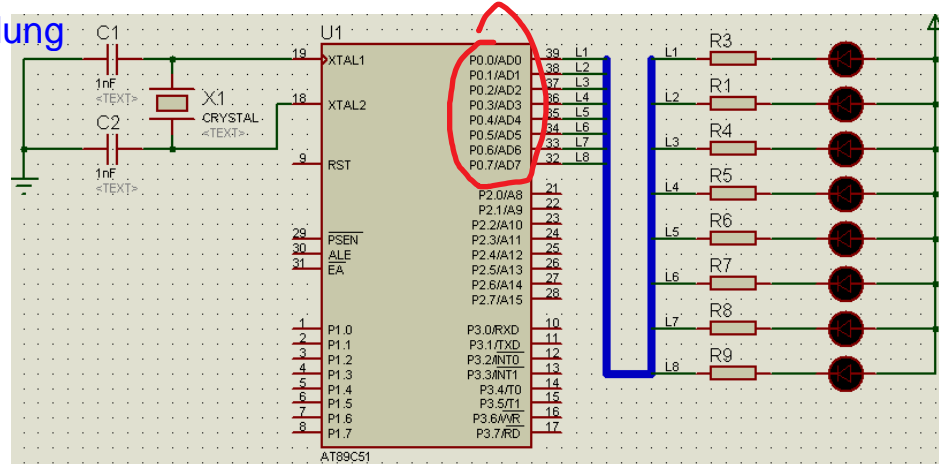 lung
C1
1nF
<TEXT>
X1
CRYSTAL
<TEXT>
C2
1nF
<TEXT>
U1
19 XTAL1
18 XTAL2
9 RST
29 PSEN
30 ALE
31 EA
1 P1.0
2 P1.1
3 P1.2
4 P1.3
5 P1.4
6 P1.5
7 P1.6
8 P1.7
P0.0/AD0 39 L1
P0.1/AD1 38 L2
P0.2/AD2 37 L3
P0.3/AD3 36 L4
P0.4/AD4 35 L5
P0.5/AD5 34 L6
P0.6/AD6 33 L7
P0.7/AD7 32 L8
P2.0/A8 21
P2.1/A9 22
P2.2/A10 23
P2.3/A11 24
P2.4/A12 25
P2.5/A13 26
P2.6/A14 27
P2.7/A15 28
P3.0/RXD 10
P3.1/TXD 11
P3.2/INT0 12
P3.3/INT1 13
P3.4/T0 14
P3.5/T1 15
P3.6/WR 16
P3.7/RD 17
AT89C51
L1 R3
L2 R1
L3 R4
L4 R5
L5 R6
L6 R7
L7 R8
L8 R9